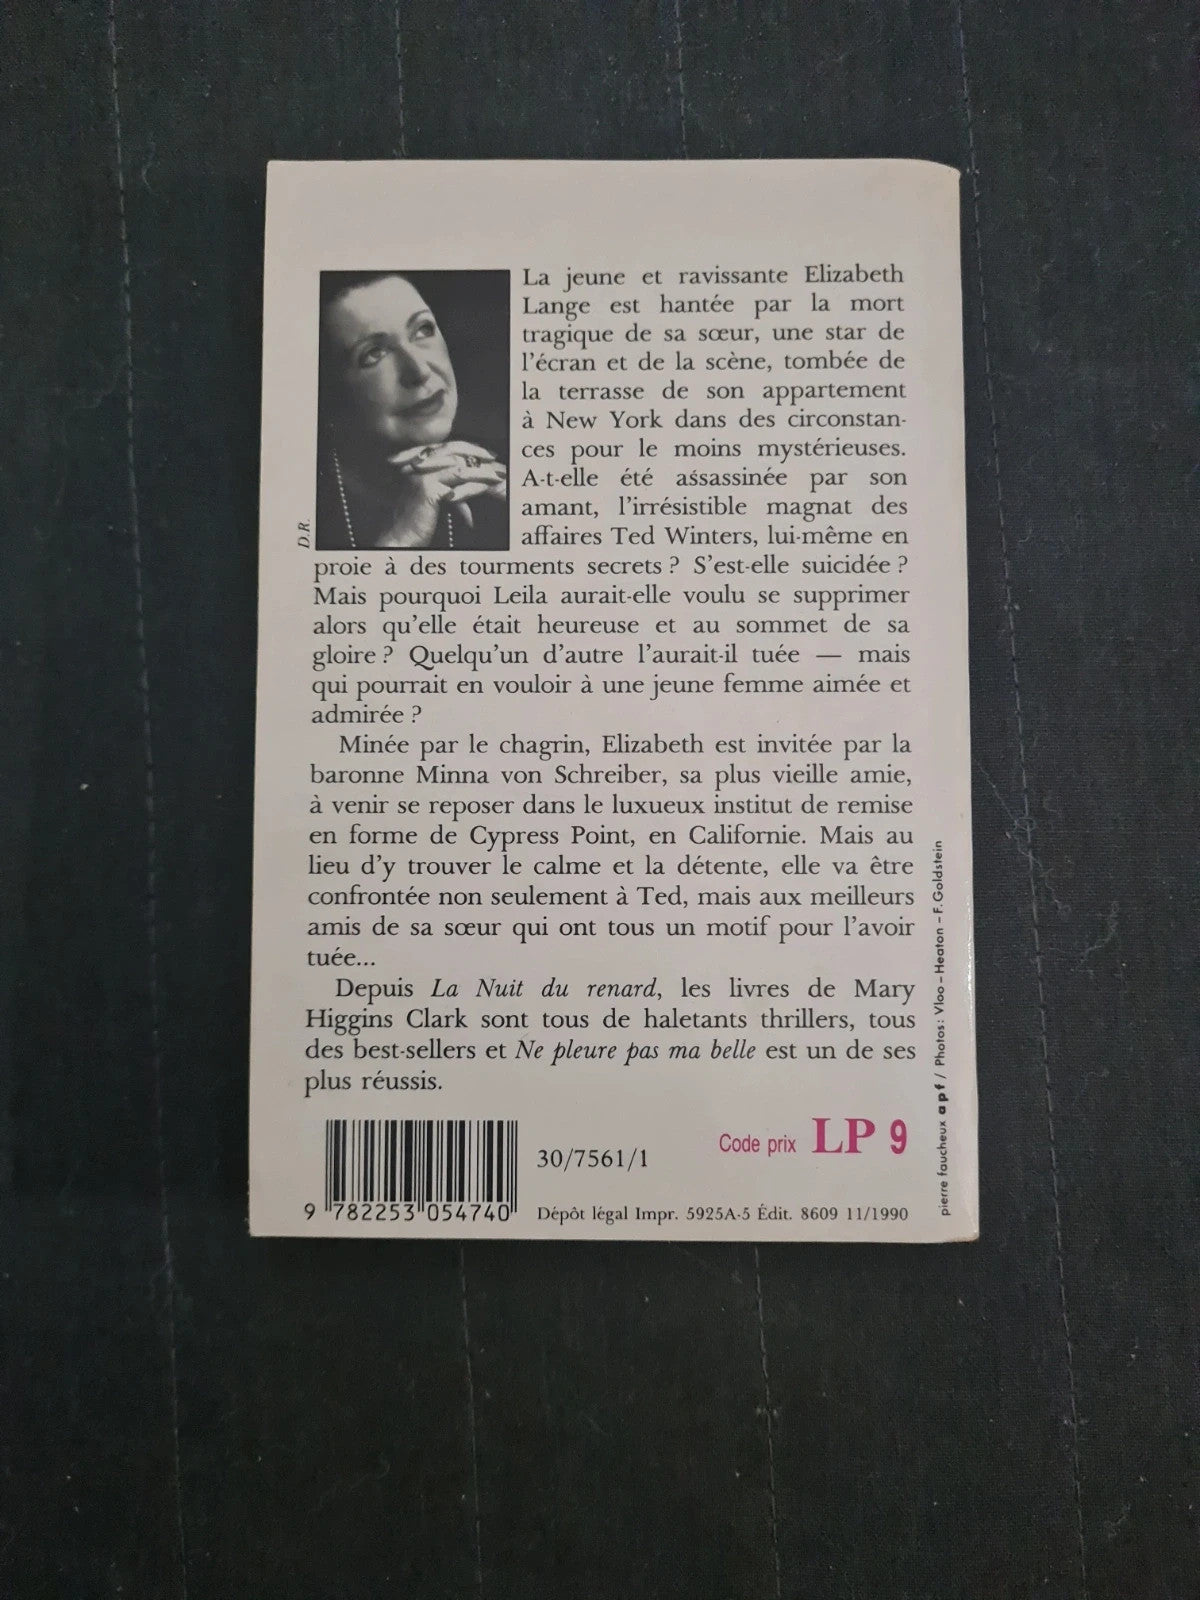 La jeune et ravissante Elizabeth
Lange est hantée par la mort
tragique de sa sœur, une star de
l'écran et de la scène, tombée de
la terrasse de son appartement
à New York dans des circonstan-
ces pour le moins mystérieuses.
A-t-elle été assassinée par son
amant, l'irrésistible magnat des
affaires Ted Winters, lui-même en
proie à des tourments secrets ? S'est-elle suicidée ?
Mais pourquoi Leila aurait-elle voulu se supprimer
alors qu'elle était heureuse et au sommet de sa
gloire ? Quelqu'un d'autre l'aurait-il tuée — mais
qui pourrait en vouloir à une jeune femme aimée et
admirée ?
Minée par le chagrin, Elizabeth est invitée par la
baronne Minna von Schreiber, sa plus vieille amie,
à venir se reposer dans le luxueux institut de remise
en forme de Cypress Point, en Californie. Mais au
lieu d'y trouver le calme et la détente, elle va être
confrontée non seulement à Ted, mais aux meilleurs
amis de sa sœur qui ont tous un motif pour l'avoir
tuée...
Depuis La Nuit du renard, les livres de Mary
Higgins Clark sont tous de haletants thrillers, tous
des best-sellers et Ne pleure pas ma belle est un de ses
plus réussis.
D.R.
pierre faucheux apf / Photos: Vloo – Heaton – F. Goldstein
30/7561/1
Code prix LP 9
9 782253 054740
Dépôt légal Impr. 5925A-5 Édit. 8609 11/1990